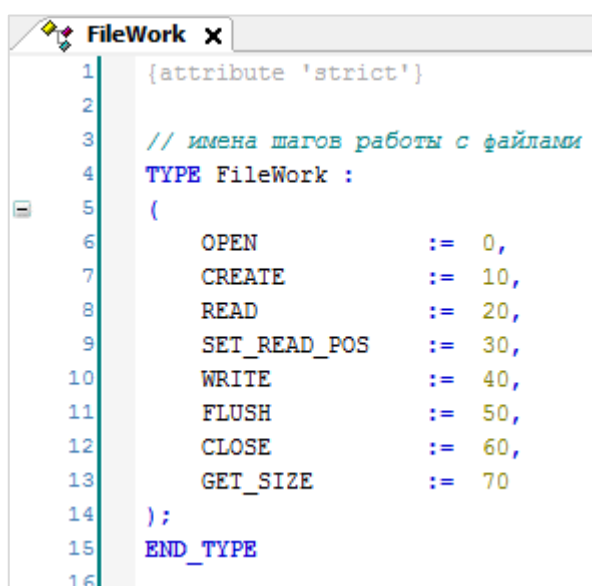 FileWork x
1 {attribute 'strict'}
2
3 // имена шагов работы с файлами
4 TYPE FileWork :
5 (
6 OPEN := 0,
7 CREATE := 10,
8 READ := 20,
9 SET_READ_POS := 30,
10 WRITE := 40,
11 FLUSH := 50,
12 CLOSE := 60,
13 GET_SIZE := 70
14 );
15 END_TYPE
16